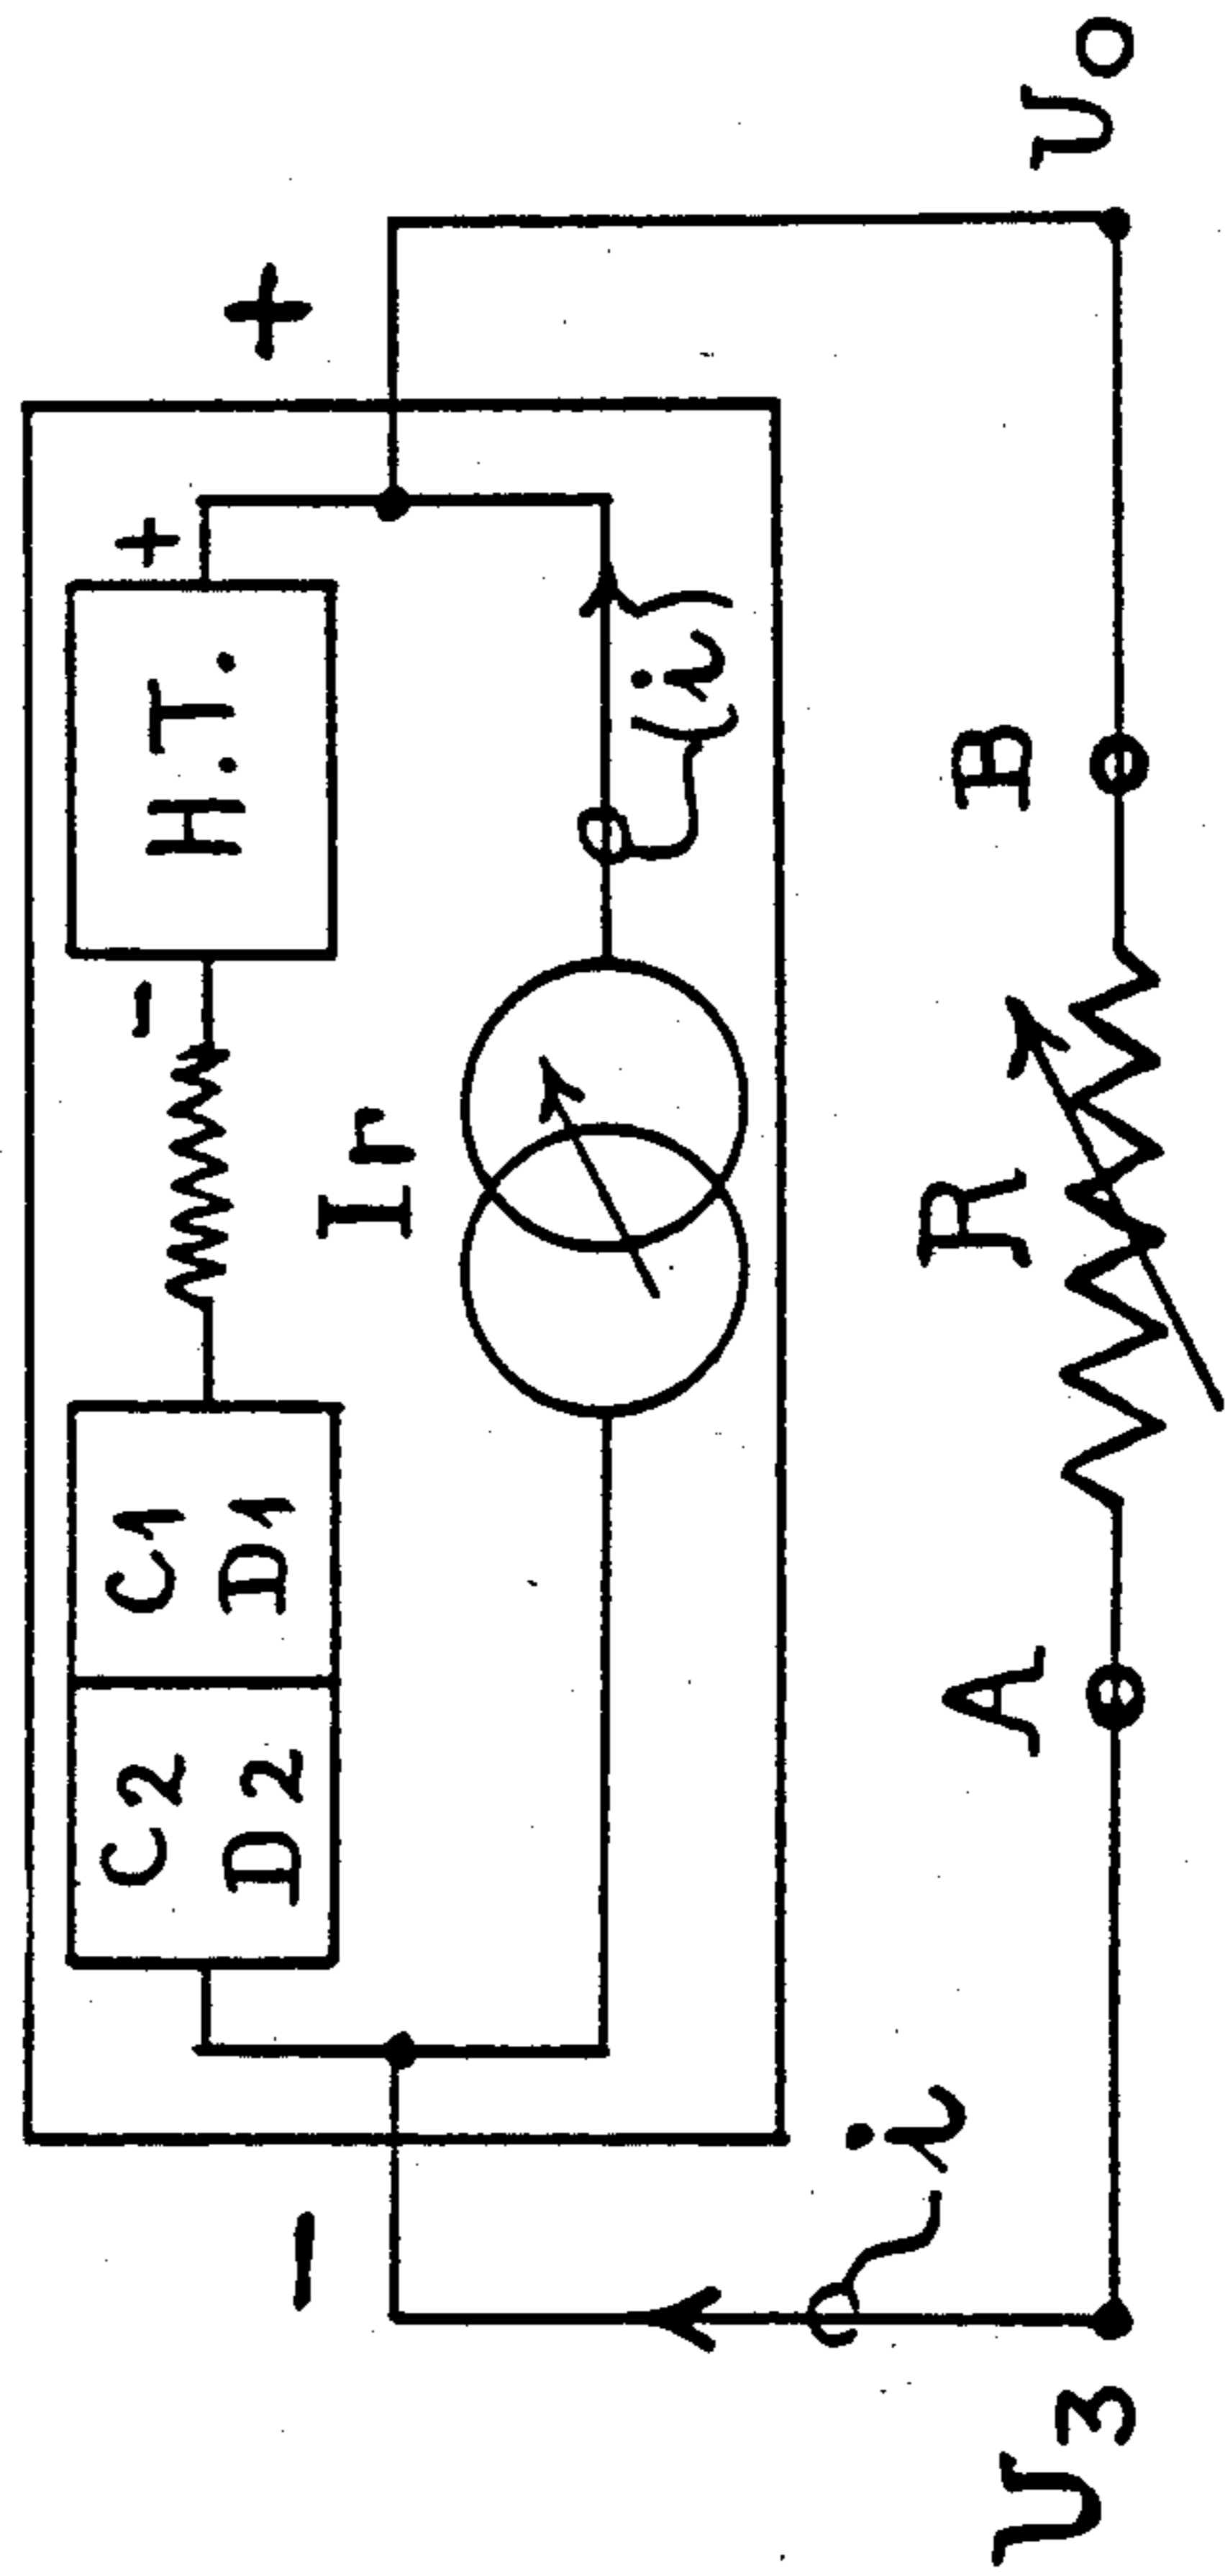 C2 C1 - H.T. +
D2 D1
- Ir +
(i)
i
A R B
U3 U0